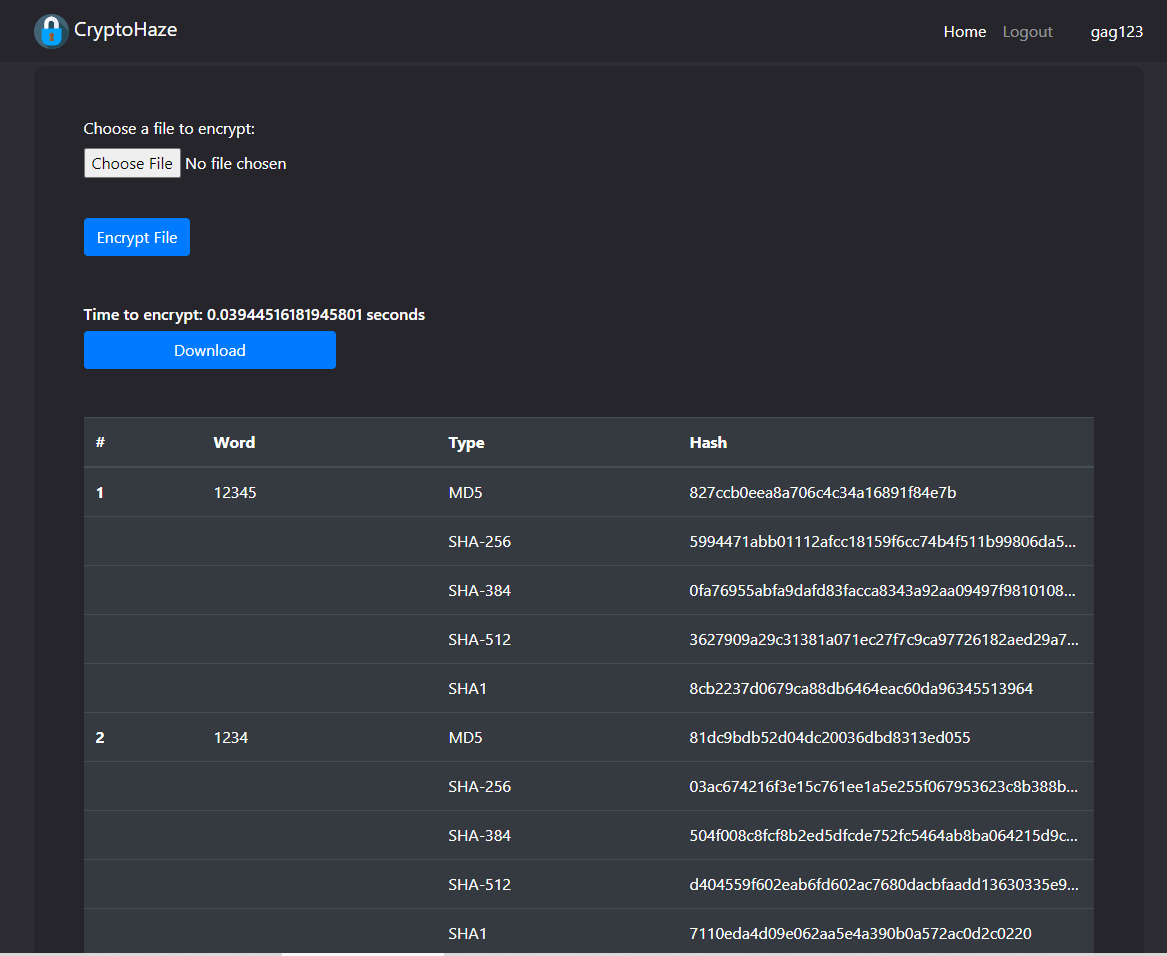 CryptoHaze Home Logout gag123
Choose a file to encrypt:
Choose File No file chosen
Encrypt File
Time to encrypt: 0.03944516181945801 seconds
Download
# Word Type Hash
1 12345 MD5 827ccb0eea8a706c4c34a16891f84e7b
SHA-256 5994471abb01112afcc18159f6cc74b4f511b99806da5...
SHA-384 0fa76955abfa9dafd83facca8343a92aa09497f9810108...
SHA-512 3627909a29c31381a071ec27f7c9ca97726182aed29a7...
SHA1 8cb2237d0679ca88db6464eac60da96345513964
2 1234 MD5 81dc9bdb52d04dc20036dbd8313ed055
SHA-256 03ac674216f3e15c761ee1a5e255f067953623c8b388b...
SHA-384 504f008c8fcf8b2ed5dfcde752fc5464ab8ba064215d9c...
SHA-512 d404559f602eab6fd602ac7680dacbfaadd13630335e9...
SHA1 7110eda4d09e062aa5e4a390b0a572ac0d2c0220